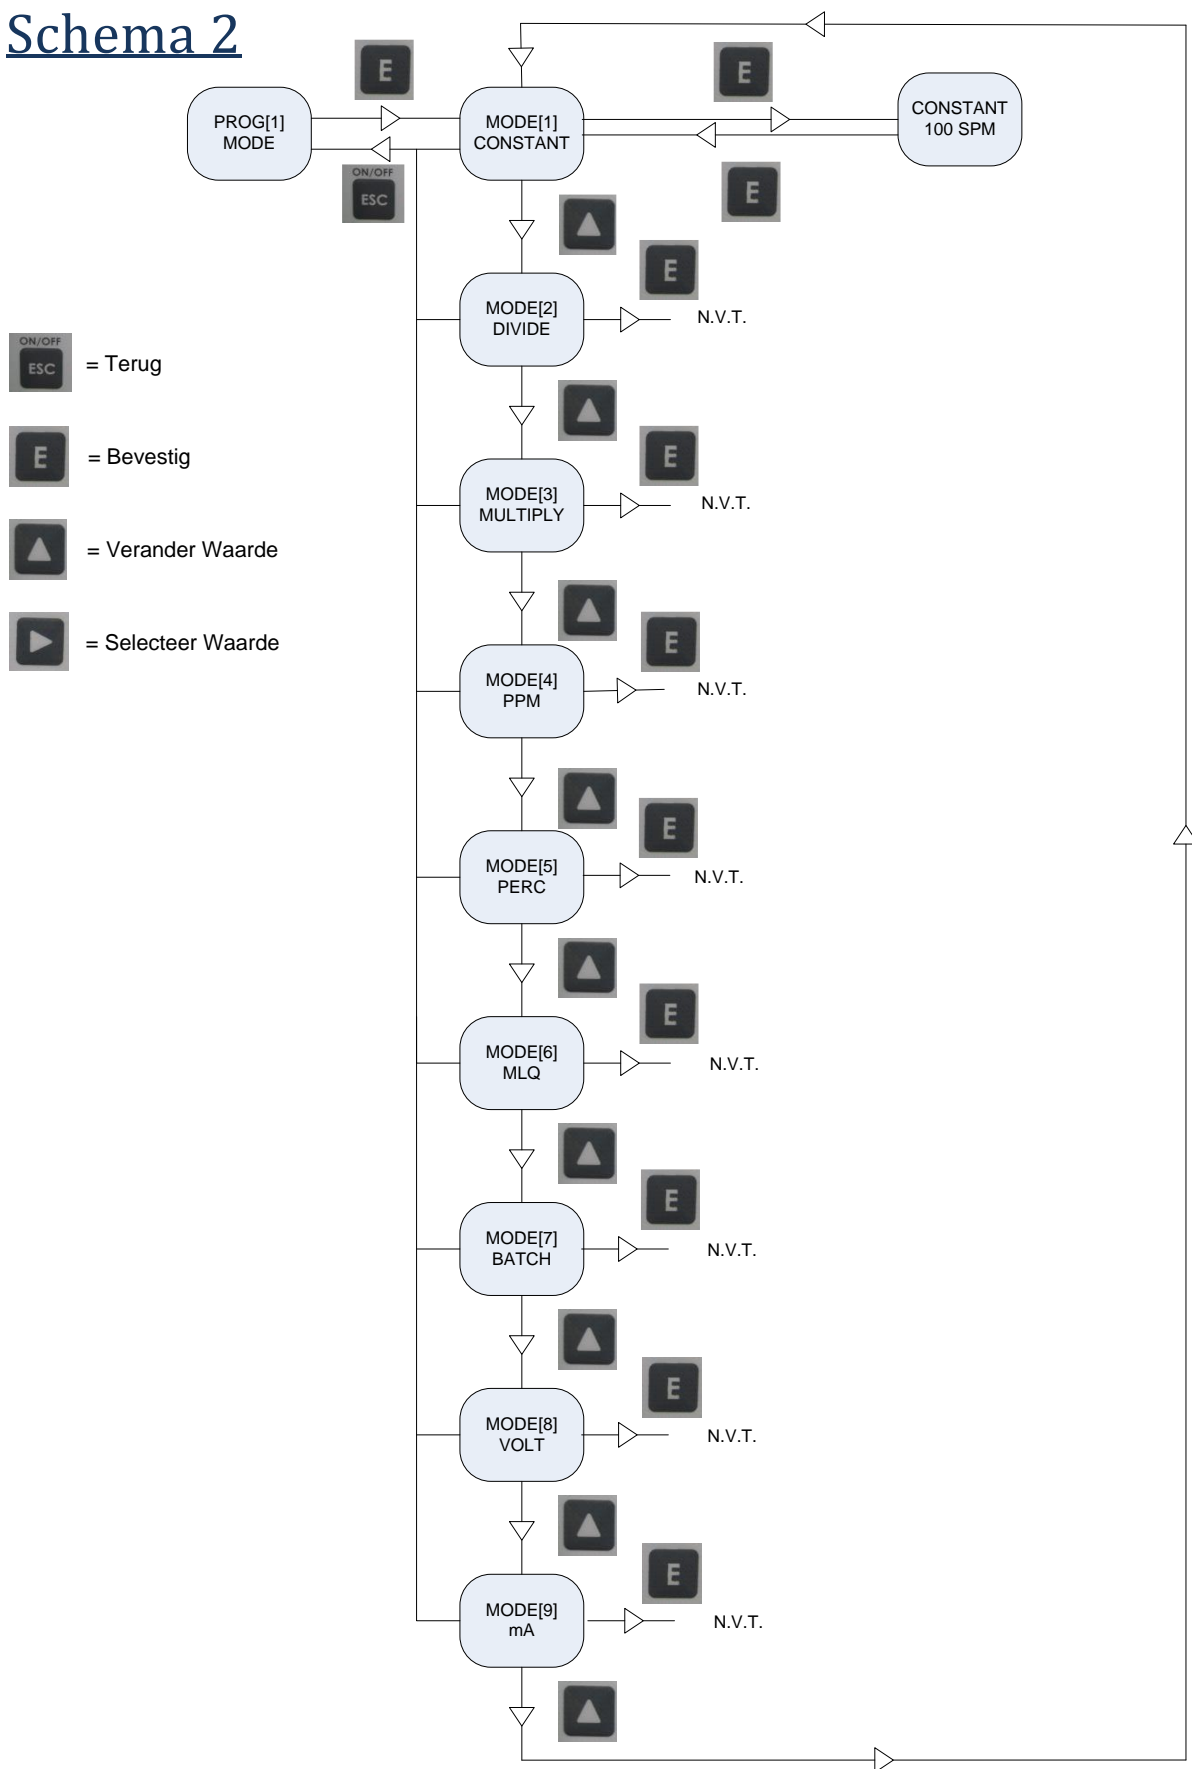 Schema 2
E
E
PROG[1]
MODE
MODE[1]
CONSTANT
CONSTANT
100 SPM
ON/OFF
ESC
E
E
MODE[2]
DIVIDE
N.V.T.
ON/OFF
ESC
= Terug
E
= Bevestig
E
MODE[3]
MULTIPLY
N.V.T.
= Verander Waarde
= Selecteer Waarde
E
MODE[4]
PPM
N.V.T.
E
MODE[5]
PERC
N.V.T.
E
MODE[6]
MLQ
N.V.T.
E
MODE[7]
BATCH
N.V.T.
E
MODE[8]
VOLT
N.V.T.
E
MODE[9]
mA
N.V.T.